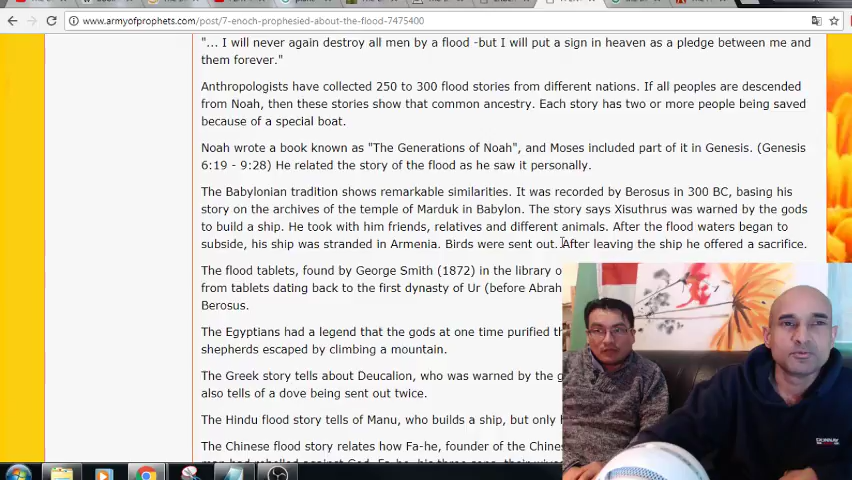 www.armyofprophets.com/post/7-enoch-prophesied-about-the-flood-7475400
"... I will never again destroy all men by a flood -but I will put a sign in heaven as a pledge between me and
them forever."
Anthropologists have collected 250 to 300 flood stories from different nations. If all peoples are descended
from Noah, then these stories show that common ancestry. Each story has two or more people being saved
because of a special boat.
Noah wrote a book known as "The Generations of Noah", and Moses included part of it in Genesis. (Genesis
6:19 - 9:28) He related the story of the flood as he saw it personally.
The Babylonian tradition shows remarkable similarities. It was recorded by Berosus in 300 BC, basing his
story on the archives of the temple of Marduk in Babylon. The story says Xisuthrus was warned by the gods
to build a ship. He took with him friends, relatives and different animals. After the flood waters began to
subside, his ship was stranded in Armenia. Birds were sent out. After leaving the ship he offered a sacrifice.
The flood tablets, found by George Smith (1872) in the library o
from tablets dating back to the first dynasty of Ur (before Abrah
Berosus.
The Egyptians had a legend that the gods at one time purified th
shepherds escaped by climbing a mountain.
The Greek story tells about Deucalion, who was warned by the g
also tells of a dove being sent out twice.
The Hindu flood story tells of Manu, who builds a ship, but only
The Chinese flood story relates how Fa-he, founder of the Chines